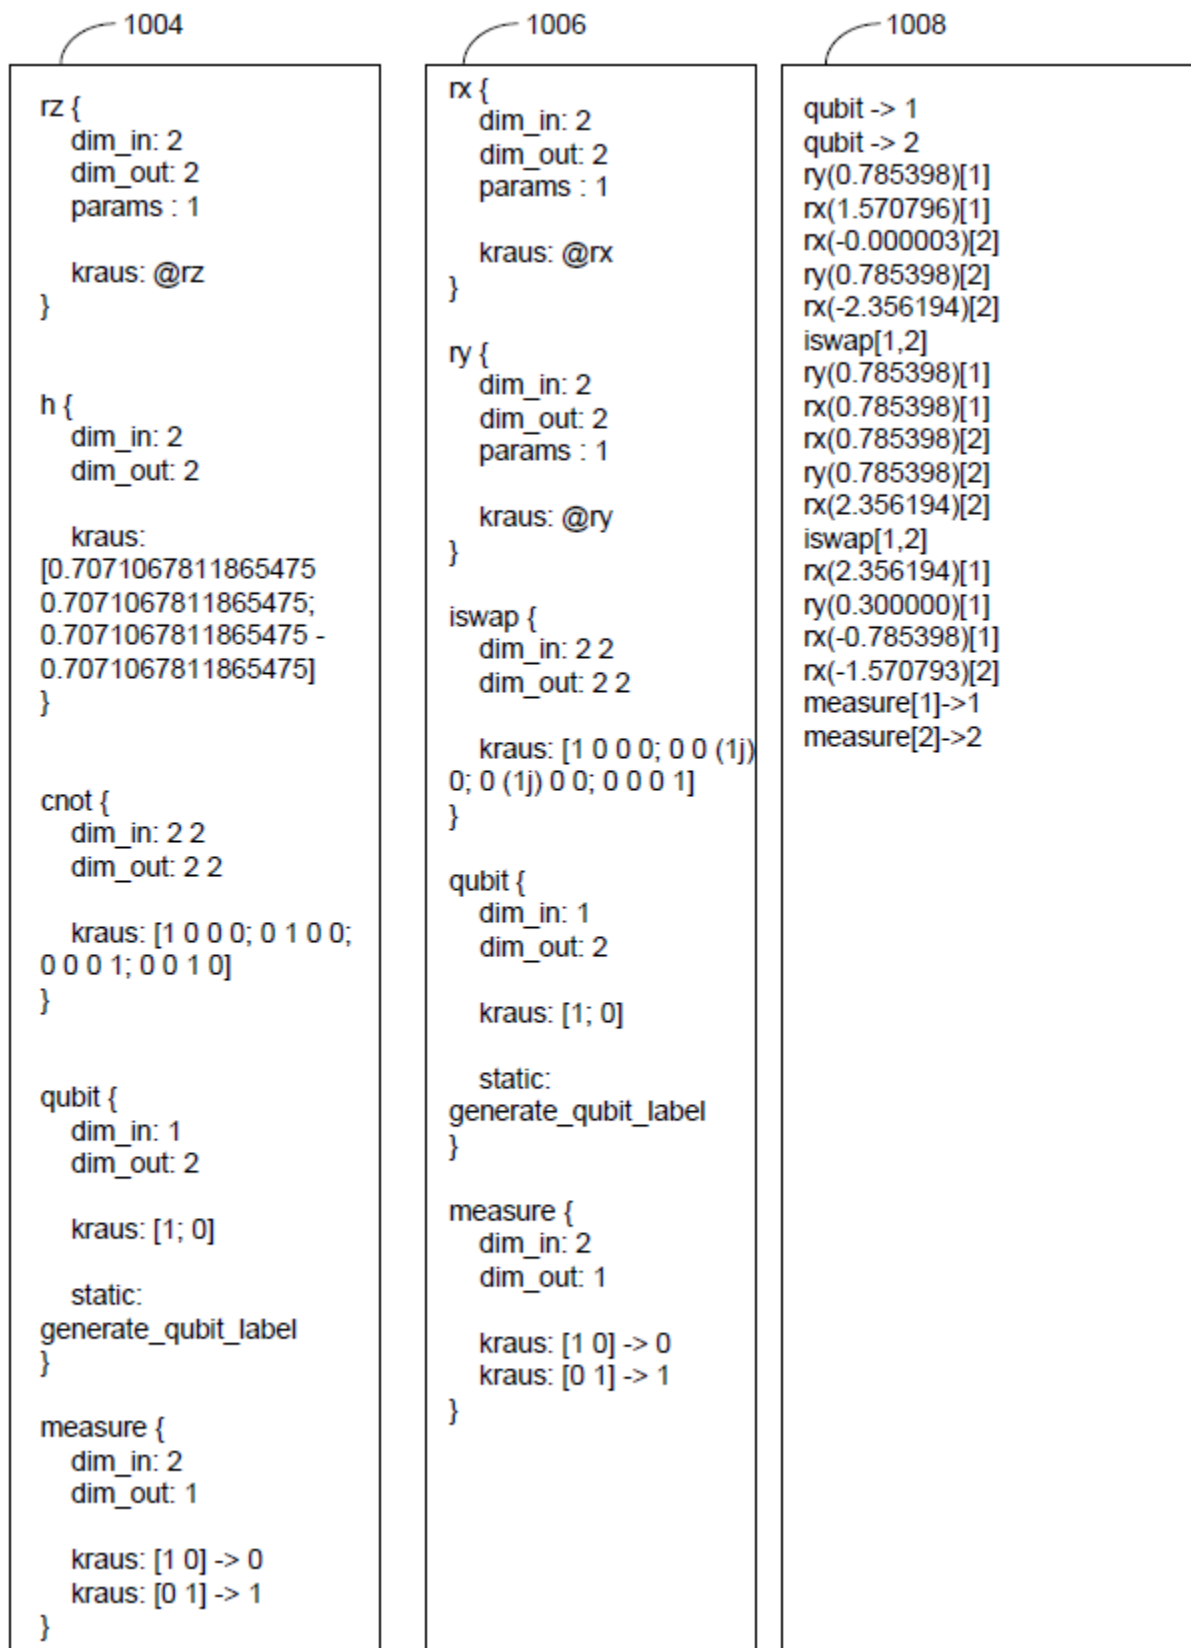 1004
rz {
dim_in: 2
dim_out: 2
params : 1
kraus: @rz
}
h {
dim_in: 2
dim_out: 2
kraus:
[0.7071067811865475
0.7071067811865475;
0.7071067811865475 -
0.7071067811865475]
}
cnot {
dim_in: 2 2
dim_out: 2 2
kraus: [1 0 0 0; 0 1 0 0;
0 0 0 1; 0 0 1 0]
}
qubit {
dim_in: 1
dim_out: 2
kraus: [1; 0]
static:
generate_qubit_label
}
measure {
dim_in: 2
dim_out: 1
kraus: [1 0] -> 0
kraus: [0 1] -> 1
}
1006
rx {
dim_in: 2
dim_out: 2
params : 1
kraus: @rx
}
ry {
dim_in: 2
dim_out: 2
params : 1
kraus: @ry
}
iswap {
dim_in: 2 2
dim_out: 2 2
kraus: [1 0 0 0; 0 0 (1j)
0; 0 (1j) 0 0; 0 0 0 1]
}
qubit {
dim_in: 1
dim_out: 2
kraus: [1; 0]
static:
generate_qubit_label
}
measure {
dim_in: 2
dim_out: 1
kraus: [1 0] -> 0
kraus: [0 1] -> 1
}
1008
qubit -> 1
qubit -> 2
ry(0.785398)[1]
rx(1.570796)[1]
rx(-0.000003)[2]
ry(0.785398)[2]
rx(-2.356194)[2]
iswap[1,2]
ry(0.785398)[1]
rx(0.785398)[1]
rx(0.785398)[2]
ry(0.785398)[2]
rx(2.356194)[2]
iswap[1,2]
rx(2.356194)[1]
ry(0.300000)[1]
rx(-0.785398)[1]
rx(-1.570793)[2]
measure[1]->1
measure[2]->2